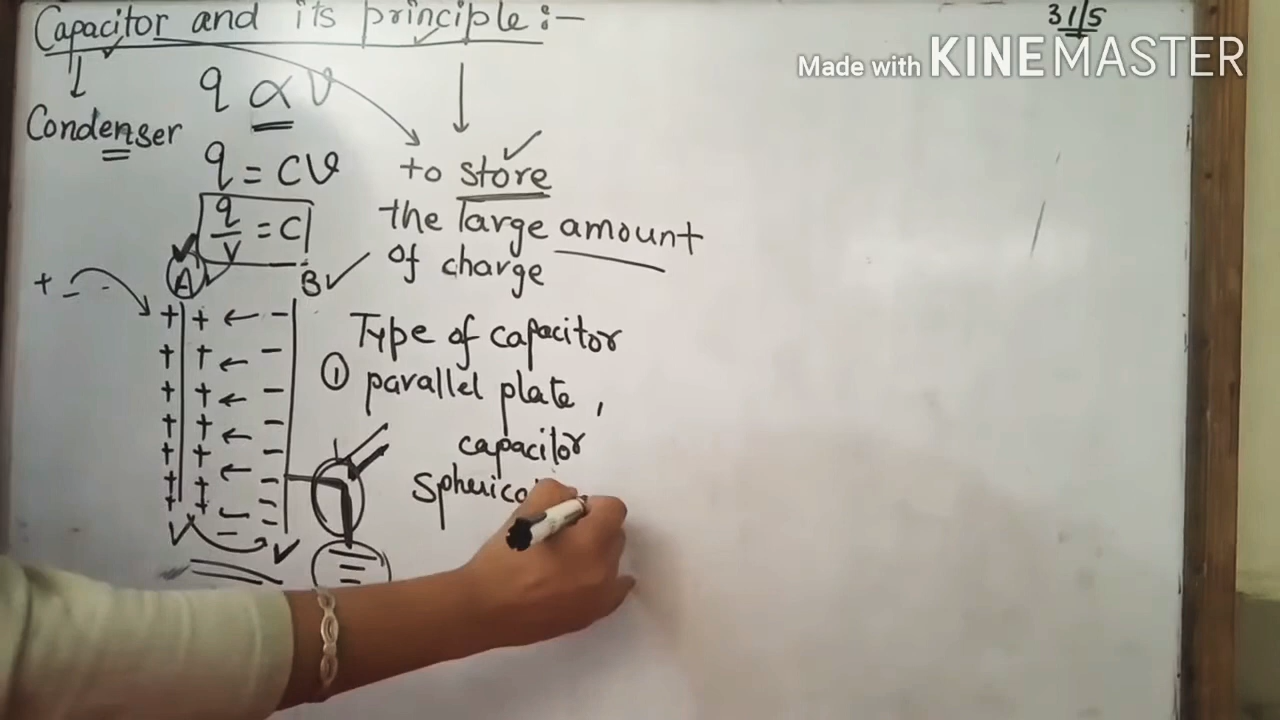 Capacitor and its principle :-
31/5
Made with KINEMASTER
q ∝ v
Condenser
q = cv
to store
q/v = C
the large amount
of charge
A
B
+ - -
+ + ← -
+ + ← -
+ + ← -
+ + ← -
+ + ← -
+ + ← -
+ + ← -
Type of capacitor
① parallel plate ,
capacitor
Spherical